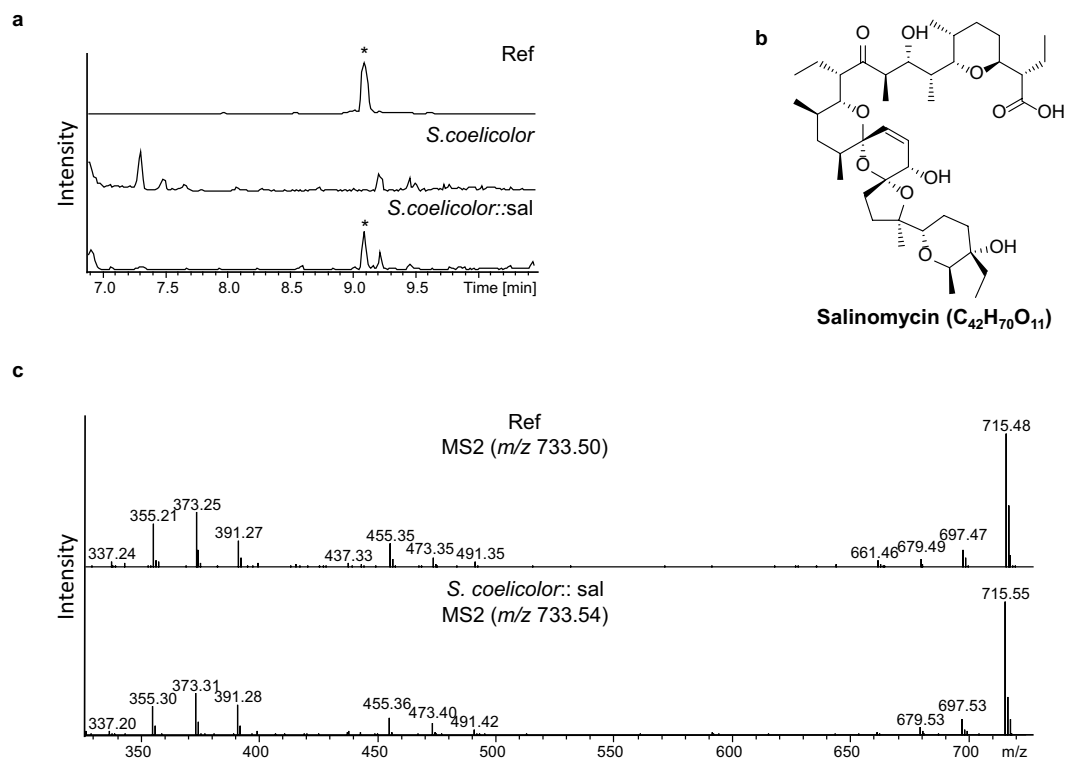 a
Ref
*
S.coelicolor
S.coelicolor::sal
*
Intensity
7.0 7.5 8.0 8.5 9.0 9.5 Time [min]
b
O
OH
O
O
OH
O
O
OH
O
O
OH
Salinomycin (C42H70O11)
c
Ref
MS2 (m/z 733.50)
715.48
355.21
373.25
337.24
391.27
437.33
455.35
473.35
491.35
661.46
679.49
697.47
Intensity
S. coelicolor:: sal
MS2 (m/z 733.54)
715.55
337.20
355.30
373.31
391.28
455.36
473.40
491.42
679.53
697.53
350 400 450 500 550 600 650 700 m/z